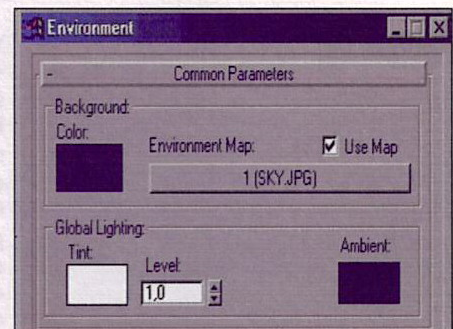 Environment
- Common Parameters
Background:
Color:
Environment Map:
Use Map
1 (SKY.JPG)
Global Lighting:
Tint:
Level:
Ambient:
1,0